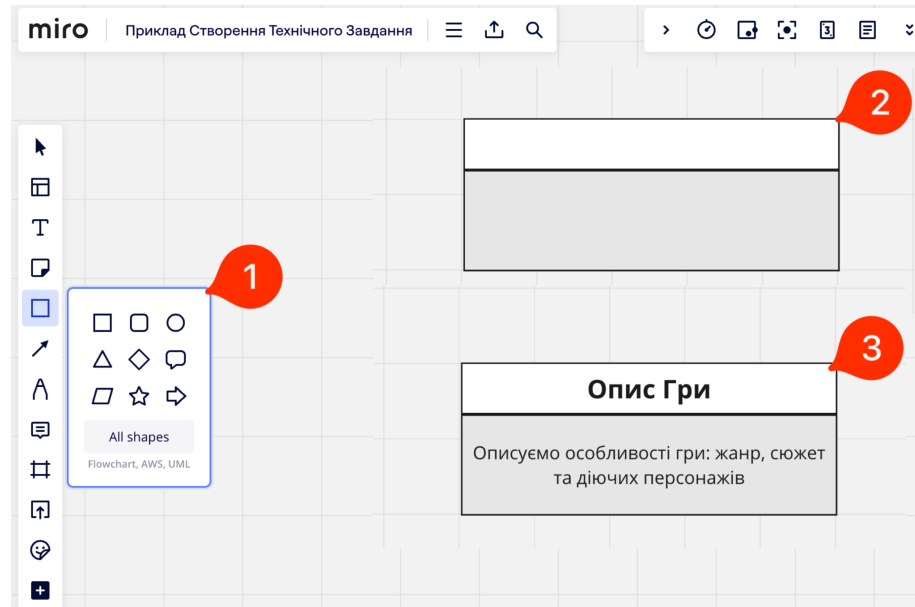 miro
Приклад Створення Технічного Завдання
3
2
1
All shapes
Flowchart, AWS, UML
3
Опис Гри
Описуємо особливості гри: жанр, сюжет
та діючих персонажів